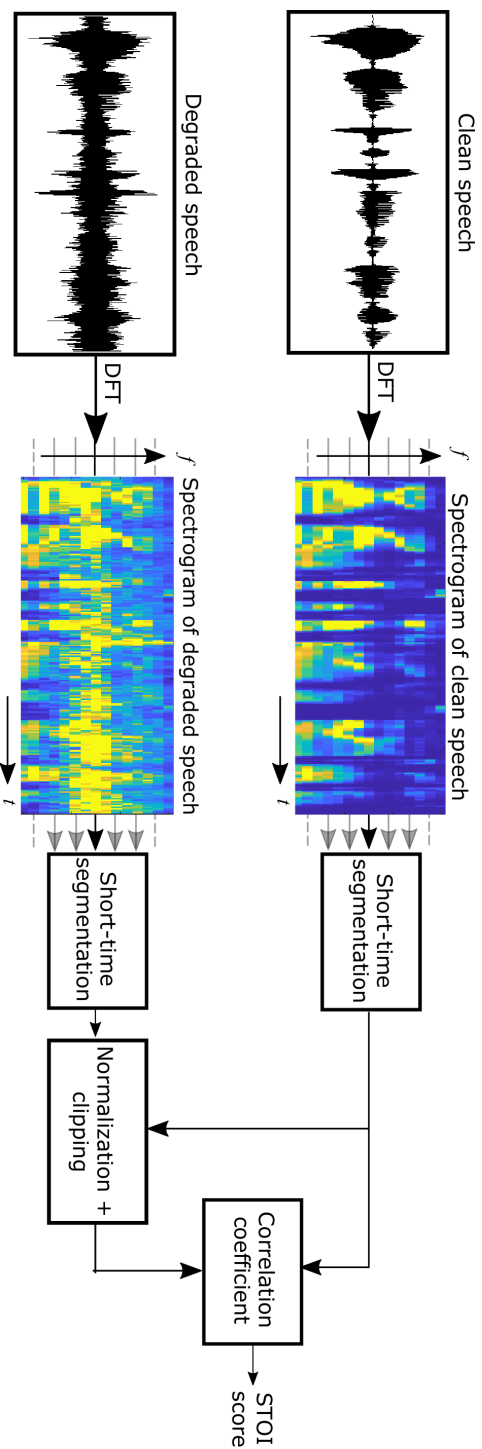 Clean speech
DFT
f
Spectrogram of clean speech
t
Short-time
segmentation
Degraded speech
DFT
f
Spectrogram of degraded speech
t
Short-time
segmentation
Normalization +
clipping
Correlation
coefficient
STOI
score